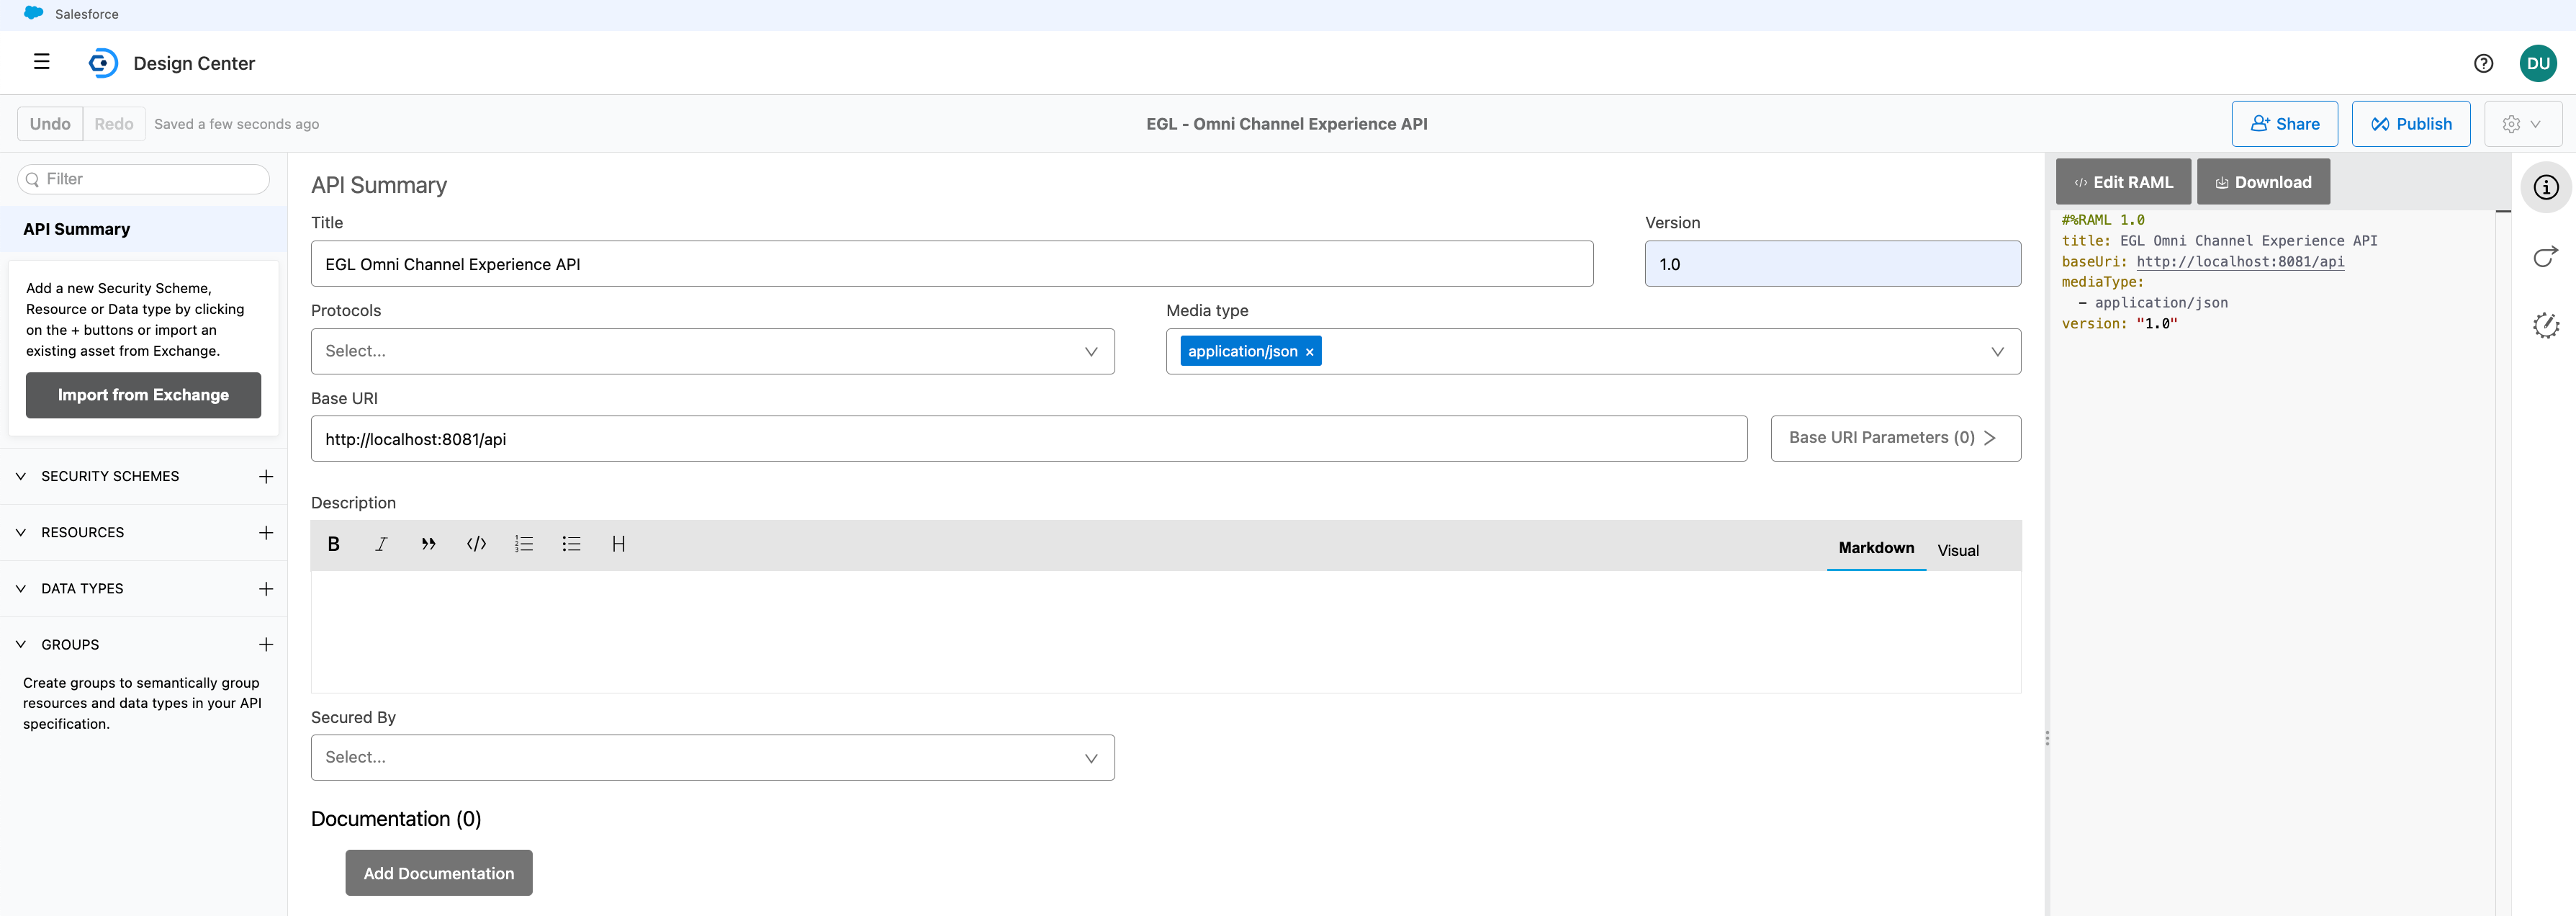 Salesforce
Design Center
DU
Undo
Redo
Saved a few seconds ago
EGL - Omni Channel Experience API
Share
Publish
Filter
API Summary
Add a new Security Scheme,
Resource or Data type by clicking
on the + buttons or import an
existing asset from Exchange.
Import from Exchange
SECURITY SCHEMES
RESOURCES
DATA TYPES
GROUPS
Create groups to semantically group
resources and data types in your API
specification.
API Summary
Title
Version
EGL Omni Channel Experience API
1.0
Protocols
Media type
Select...
application/json ×
Base URI
http://localhost:8081/api
Base URI Parameters (0)
Description
B I </> H
Markdown
Visual
Secured By
Select...
Documentation (0)
Add Documentation
</> Edit RAML
Download
#%RAML 1.0
title: EGL Omni Channel Experience API
baseUri: http://localhost:8081/api
mediaType:
- application/json
version: "1.0"